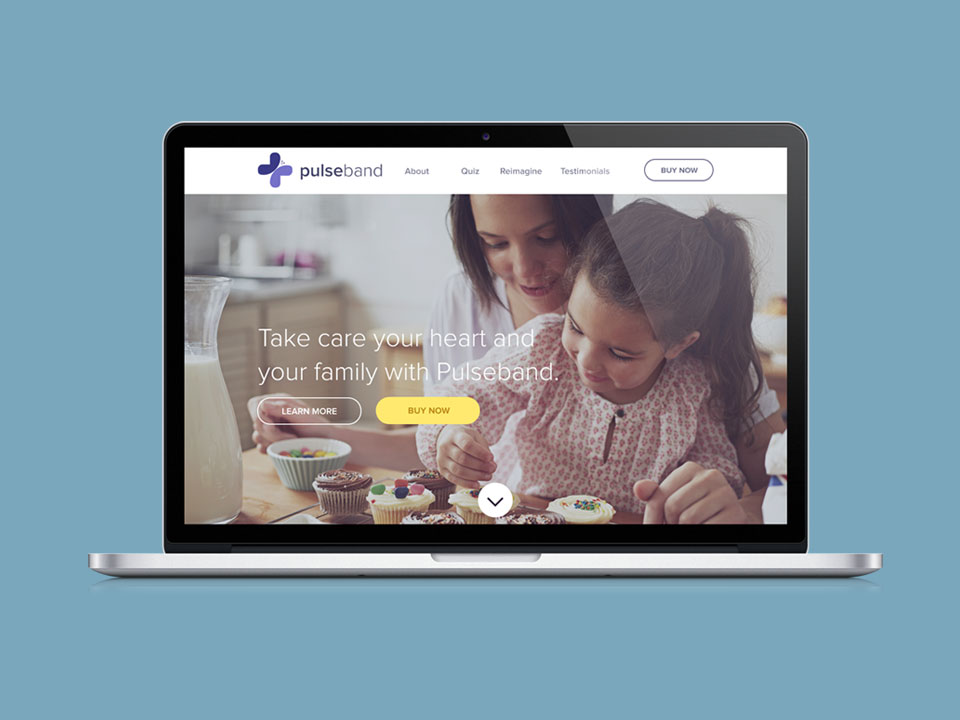 pulseband
About
Quiz
Reimagine
Testimonials
BUY NOW
Take care your heart and
your family with Pulseband.
LEARN MORE
BUY NOW